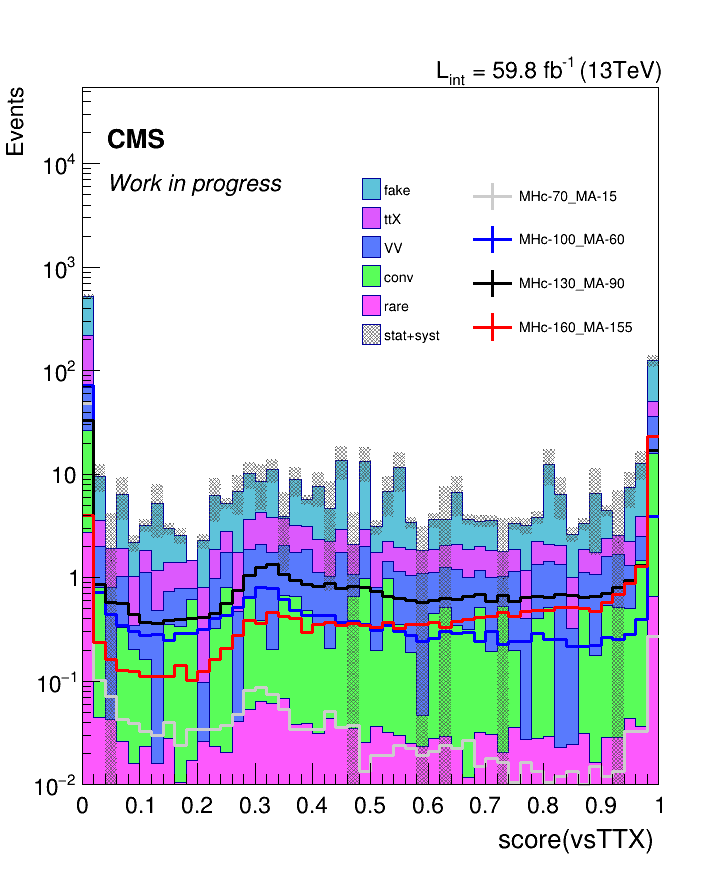 L_int = 59.8 fb^-1 (13TeV)
Events
CMS
Work in progress
fake
ttX
VV
conv
rare
stat+syst
MHc-70_MA-15
MHc-100_MA-60
MHc-130_MA-90
MHc-160_MA-155
10^4
10^3
10^2
10
1
10^-1
10^-2
0 0.1 0.2 0.3 0.4 0.5 0.6 0.7 0.8 0.9 1
score(vsTTX)